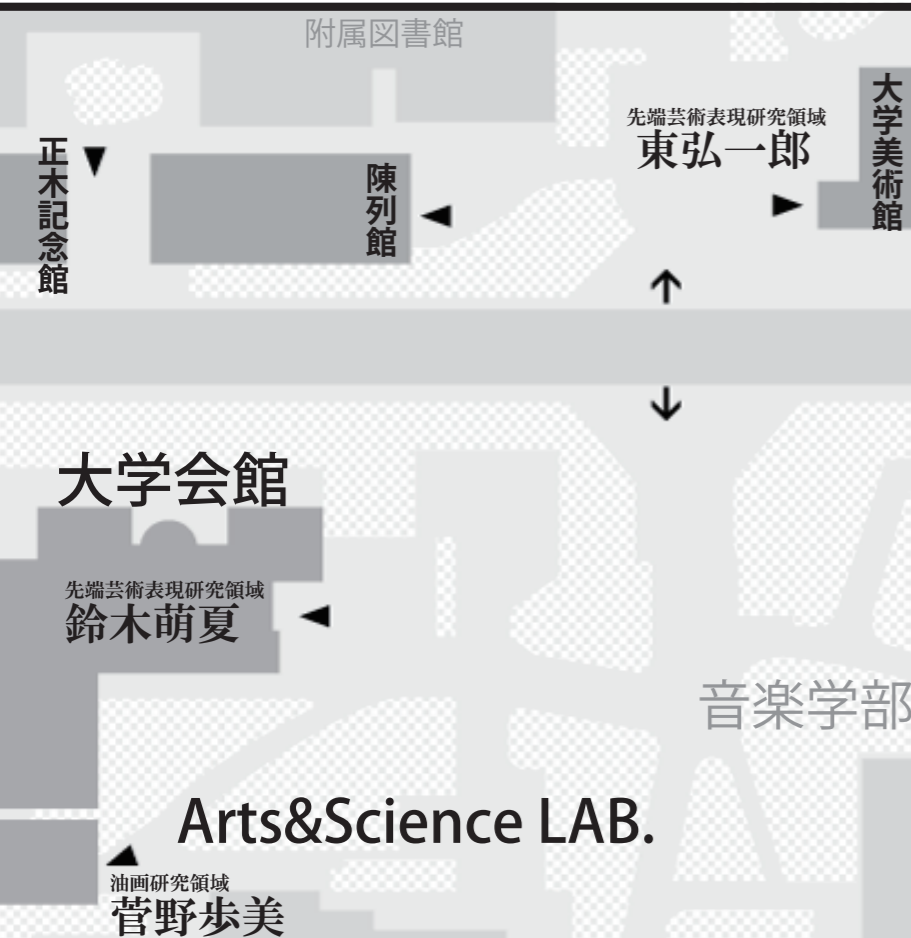 附属図書館
先端芸術表現研究領域
東弘一郎
大学美術館
正木記念館
陳列館
大学会館
先端芸術表現研究領域
鈴木萌夏
音楽学部
Arts&Science LAB.
油画研究領域
菅野歩美